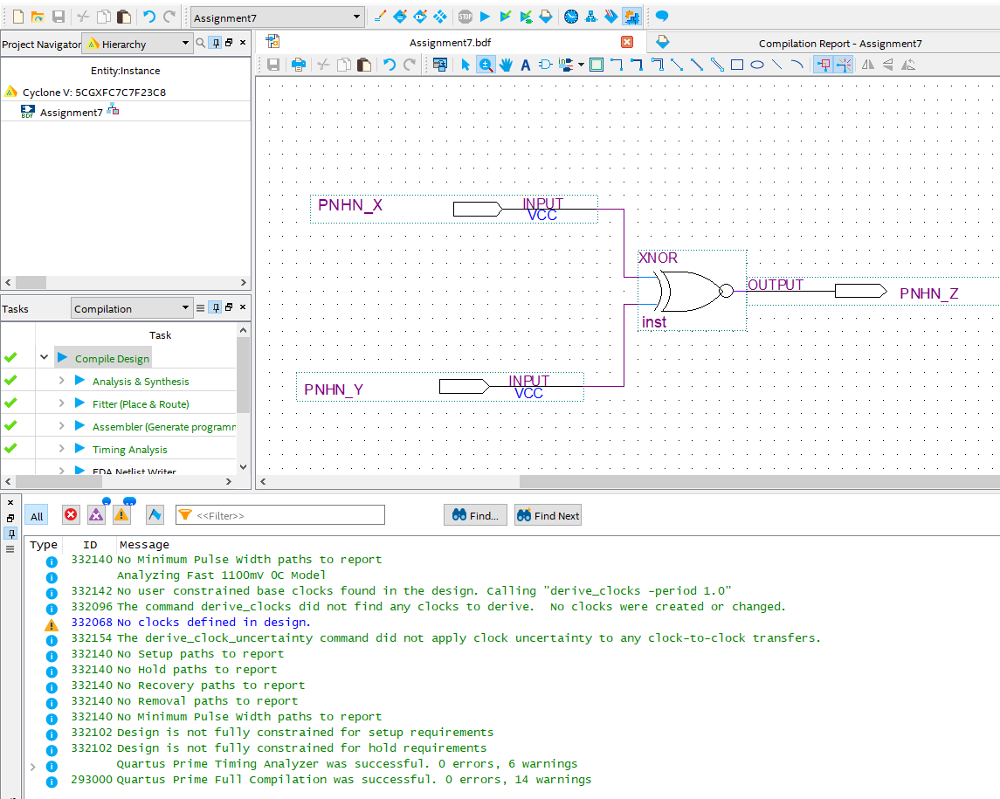 Assignment7
Project Navigator
Hierarchy
Entity:Instance
Cyclone V: 5CGXFC7C7F23C8
BDF
Assignment7
Tasks
Compilation
Task
Compile Design
Analysis & Synthesis
Fitter (Place & Route)
Assembler (Generate programm
Timing Analysis
EDA Netlist Writer
STOP
Assignment7.bdf
Compilation Report - Assignment7
A
PNHN_X
INPUT
VCC
XNOR
OUTPUT
PNHN_Z
inst
PNHN_Y
INPUT
VCC
All
<<Filter>>
Find...
Find Next
Type ID Message
332140 No Minimum Pulse Width paths to report
Analyzing Fast 1100mV 0C Model
332142 No user constrained base clocks found in the design. Calling "derive_clocks -period 1.0"
332096 The command derive_clocks did not find any clocks to derive.  No clocks were created or changed.
332068 No clocks defined in design.
332154 The derive_clock_uncertainty command did not apply clock uncertainty to any clock-to-clock transfers.
332140 No Setup paths to report
332140 No Hold paths to report
332140 No Recovery paths to report
332140 No Removal paths to report
332140 No Minimum Pulse Width paths to report
332102 Design is not fully constrained for setup requirements
332102 Design is not fully constrained for hold requirements
Quartus Prime Timing Analyzer was successful. 0 errors, 6 warnings
293000 Quartus Prime Full Compilation was successful. 0 errors, 14 warnings